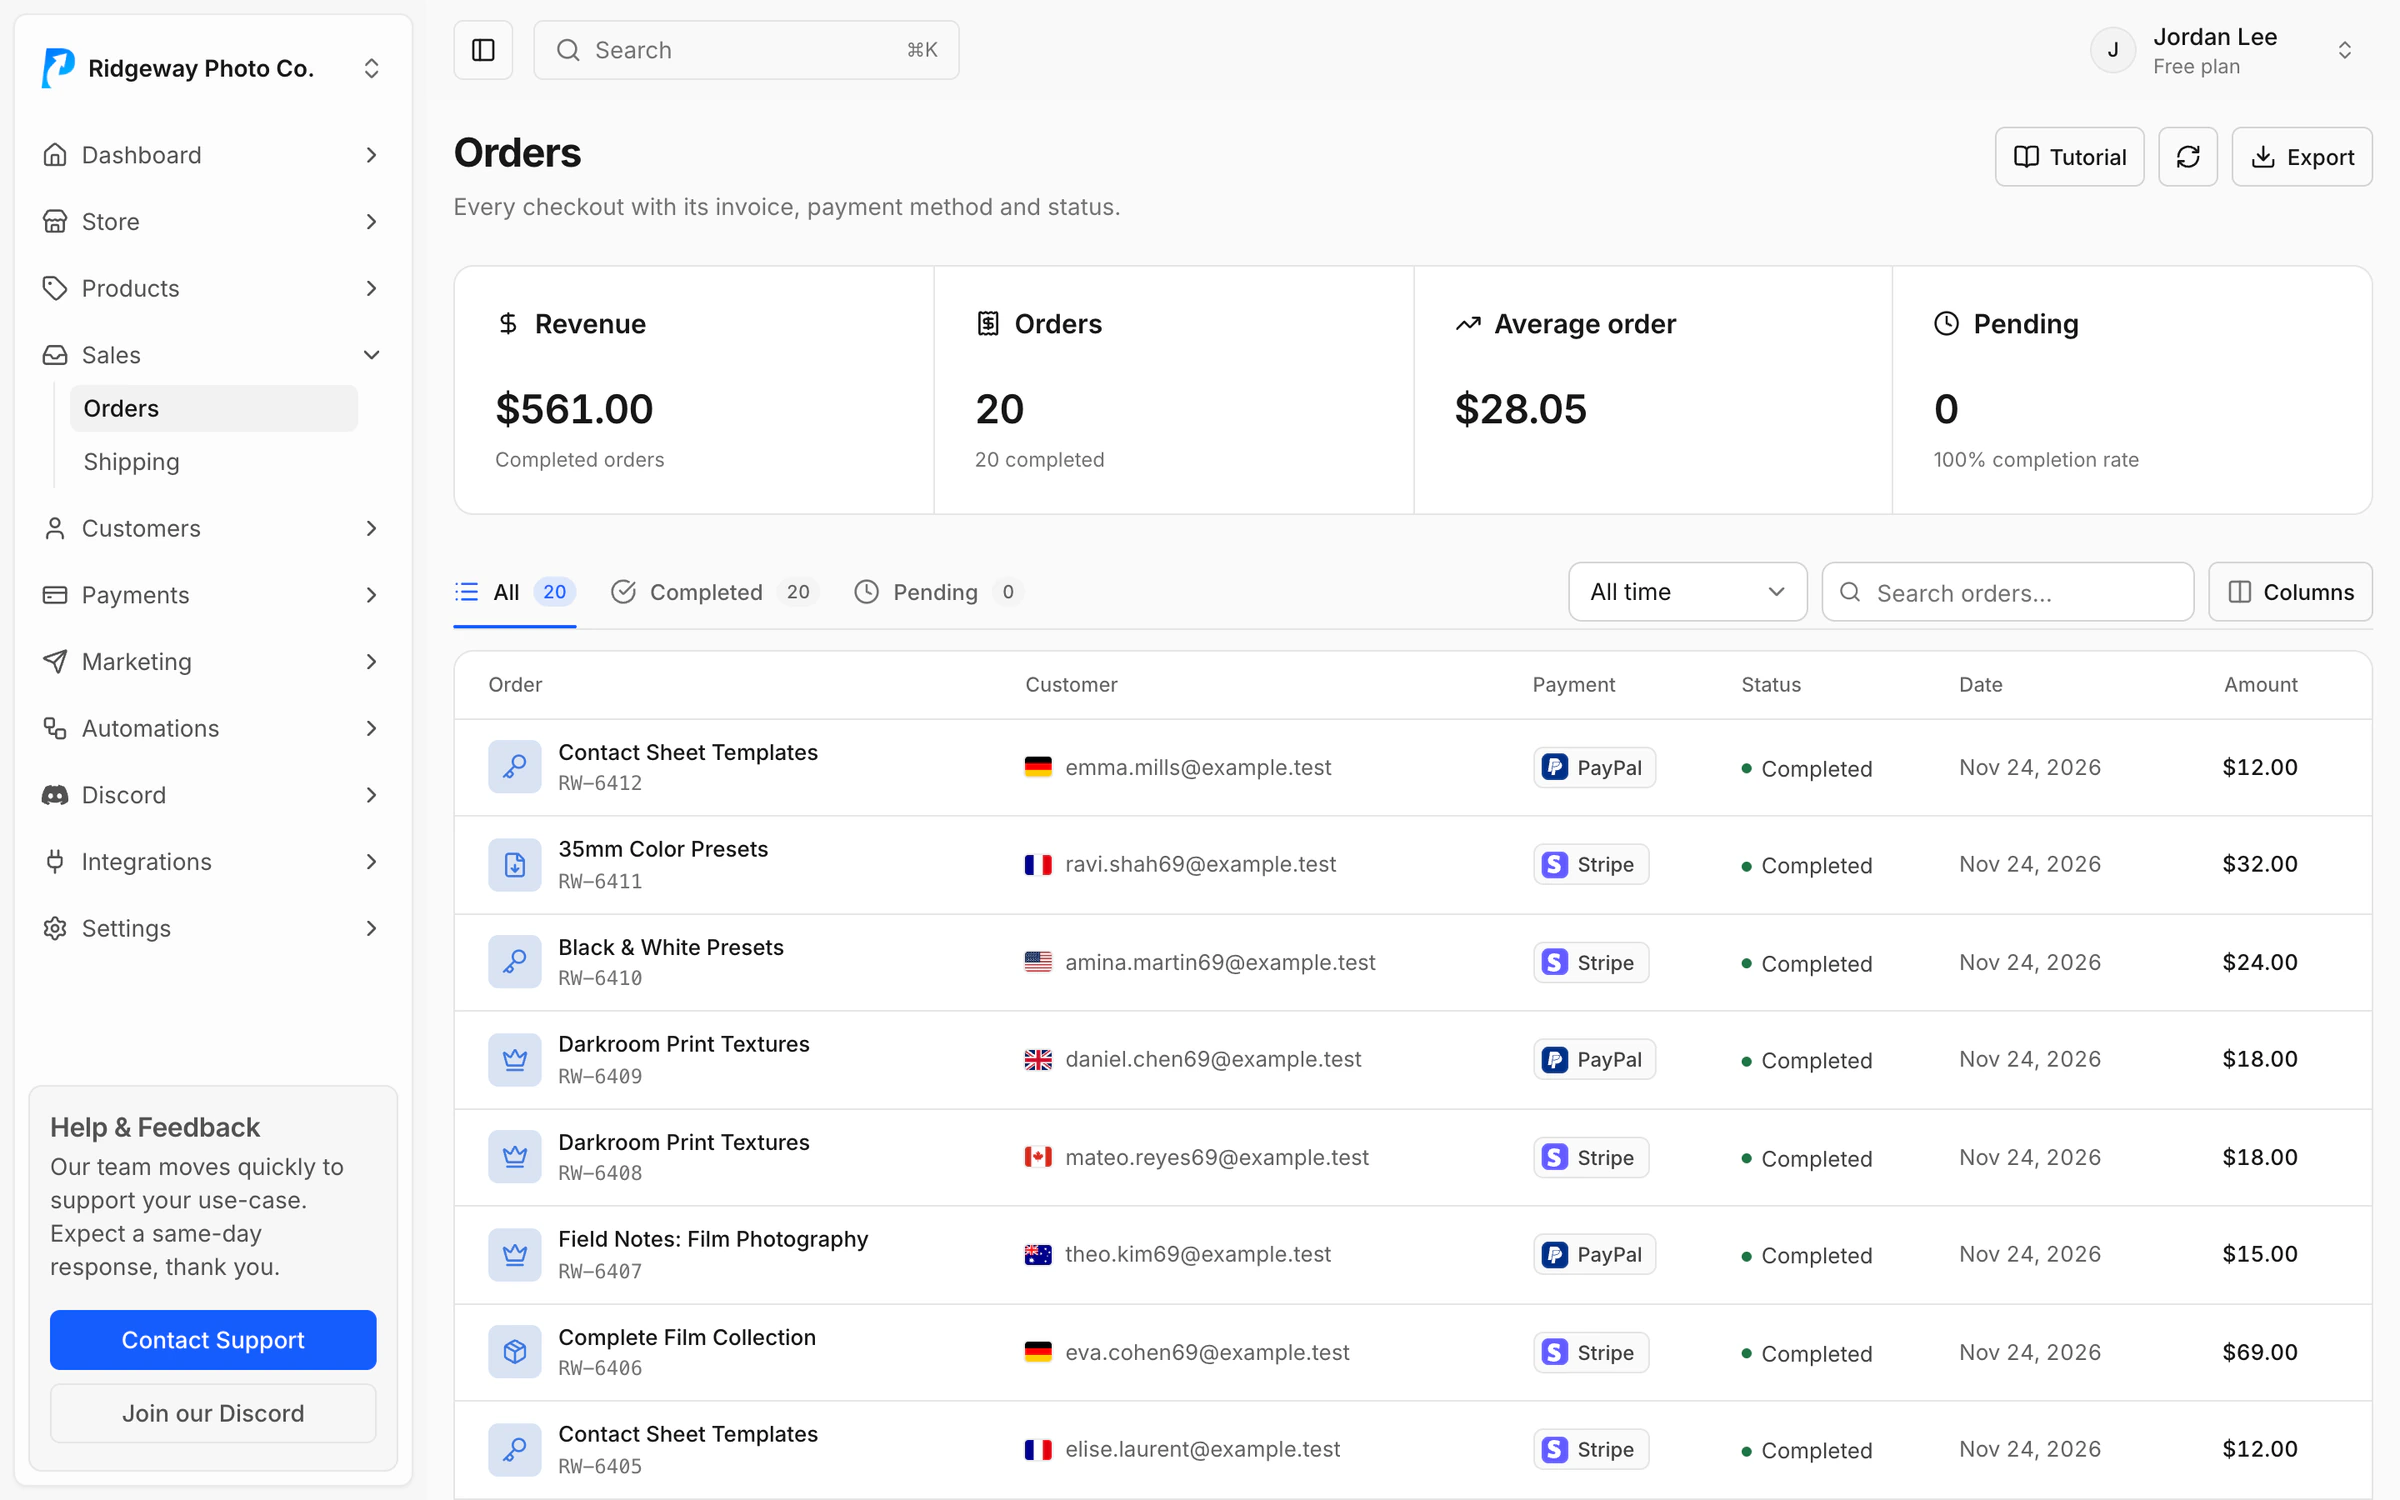 Ridgeway Photo Co.
Dashboard
Store
Products
Sales
Orders
Shipping
Customers
Payments
Marketing
Automations
Discord
Integrations
Settings
Help & Feedback
Our team moves quickly to
support your use-case.
Expect a same-day
response, thank you.
Contact Support
Join our Discord
Search ⌘K
J Jordan Lee
Free plan
Orders
Every checkout with its invoice, payment method and status.
Tutorial Export
Revenue
$561.00
Completed orders
Orders
20
20 completed
Average order
$28.05
Pending
0
100% completion rate
All 20 Completed 20 Pending 0 All time Search orders... Columns
Order Customer Payment Status Date Amount
Contact Sheet Templates
RW-6412 emma.mills@example.test PayPal Completed Nov 24, 2026 $12.00
35mm Color Presets
RW-6411 ravi.shah69@example.test Stripe Completed Nov 24, 2026 $32.00
Black & White Presets
RW-6410 amina.martin69@example.test Stripe Completed Nov 24, 2026 $24.00
Darkroom Print Textures
RW-6409 daniel.chen69@example.test PayPal Completed Nov 24, 2026 $18.00
Darkroom Print Textures
RW-6408 mateo.reyes69@example.test Stripe Completed Nov 24, 2026 $18.00
Field Notes: Film Photography
RW-6407 theo.kim69@example.test PayPal Completed Nov 24, 2026 $15.00
Complete Film Collection
RW-6406 eva.cohen69@example.test Stripe Completed Nov 24, 2026 $69.00
Contact Sheet Templates
RW-6405 elise.laurent@example.test Stripe Completed Nov 24, 2026 $12.00